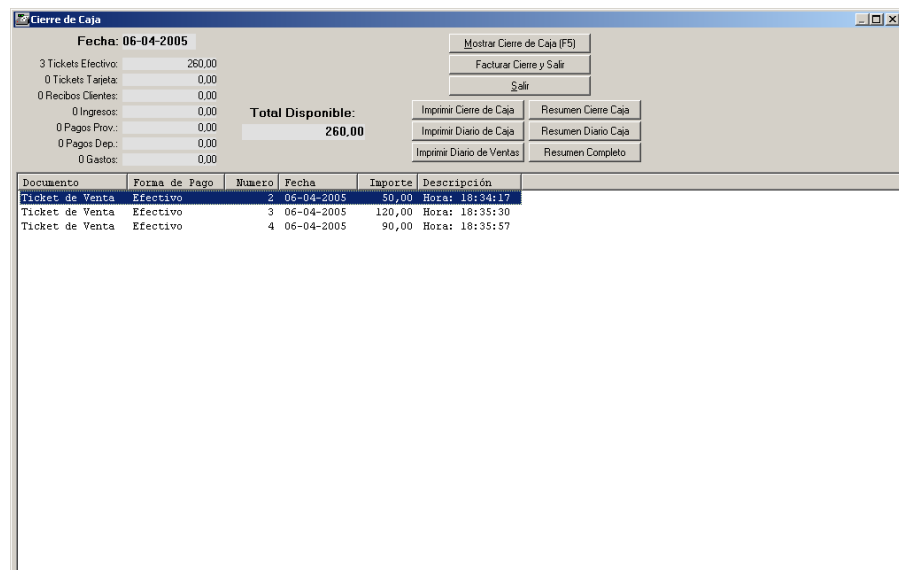 Cierre de Caja
Fecha: 06-04-2005
Mostrar Cierre de Caja (F5)
3 Tickets Efectivo: 260,00
Facturar Cierre y Salir
0 Tickets Tarjeta: 0,00
Salir
0 Recibos Clientes: 0,00
0 Ingresos: 0,00
Total Disponible:
Imprimir Cierre de Caja Resumen Cierre Caja
0 Pagos Prov.: 0,00
260,00
Imprimir Diario de Caja Resumen Diario Caja
0 Pagos Dep.: 0,00
Imprimir Diario de Ventas Resumen Completo
0 Gastos: 0,00
Documento Forma de Pago Numero Fecha Importe Descripción
Ticket de Venta Efectivo 2 06-04-2005 50,00 Hora: 18:34:17
Ticket de Venta Efectivo 3 06-04-2005 120,00 Hora: 18:35:30
Ticket de Venta Efectivo 4 06-04-2005 90,00 Hora: 18:35:57